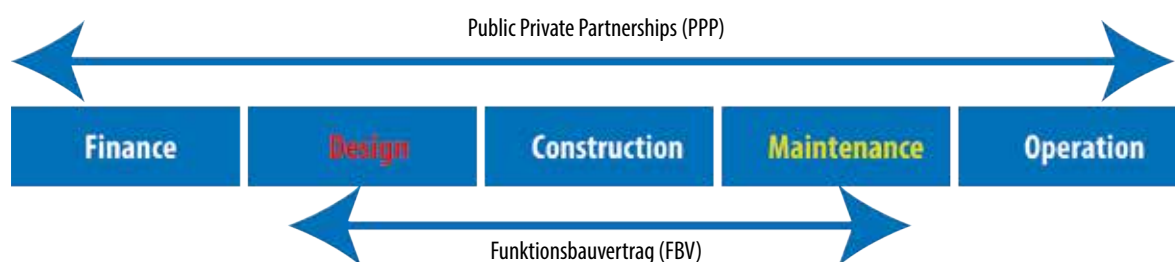 Public Private Partnerships (PPP)
Finance Design Construction Maintenance Operation
Funktionsbauvertrag (FBV)